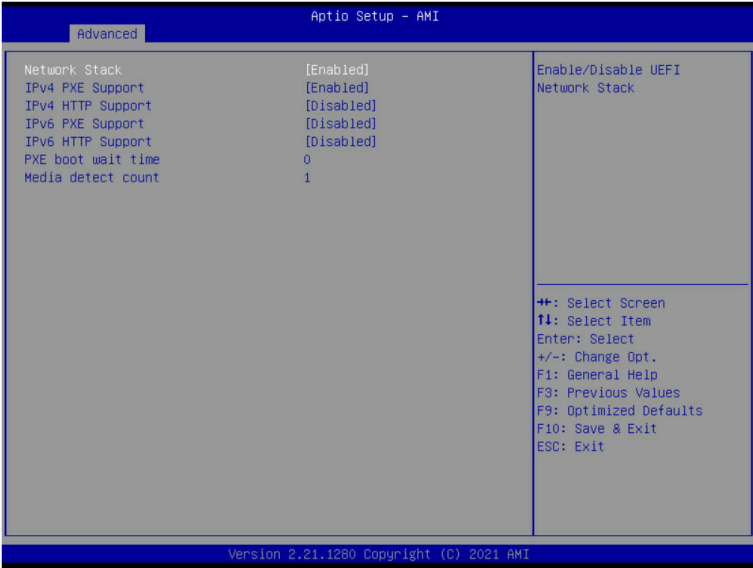 Aptio Setup – AMI
Advanced
Network Stack [Enabled]
IPv4 PXE Support [Enabled]
IPv4 HTTP Support [Disabled]
IPv6 PXE Support [Disabled]
IPv6 HTTP Support [Disabled]
PXE boot wait time 0
Media detect count 1
Enable/Disable UEFI
Network Stack
→←: Select Screen
↑↓: Select Item
Enter: Select
+/-: Change Opt.
F1: General Help
F3: Previous Values
F9: Optimized Defaults
F10: Save & Exit
ESC: Exit
Version 2.21.1280 Copyright (C) 2021 AMI